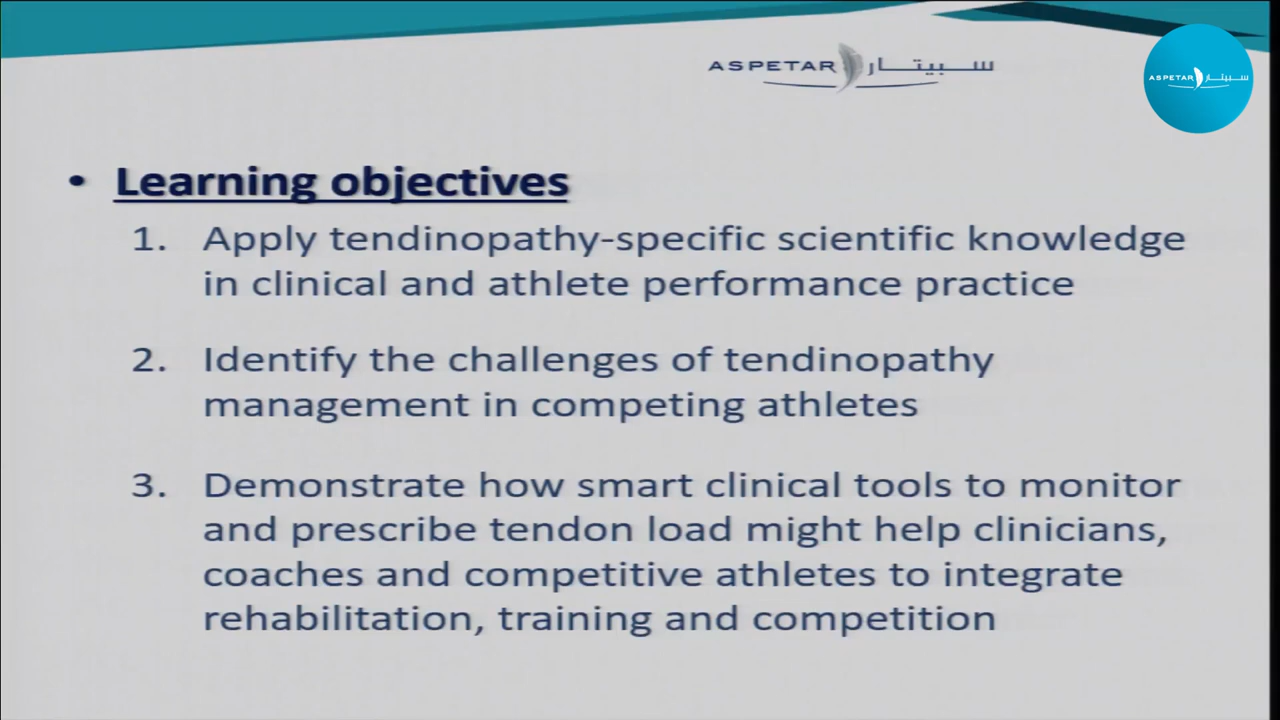 ASPETAR سبيتار
ASPETAR سبيتار
• Learning objectives
1. Apply tendinopathy-specific scientific knowledge
in clinical and athlete performance practice
2. Identify the challenges of tendinopathy
management in competing athletes
3. Demonstrate how smart clinical tools to monitor
and prescribe tendon load might help clinicians,
coaches and competitive athletes to integrate
rehabilitation, training and competition